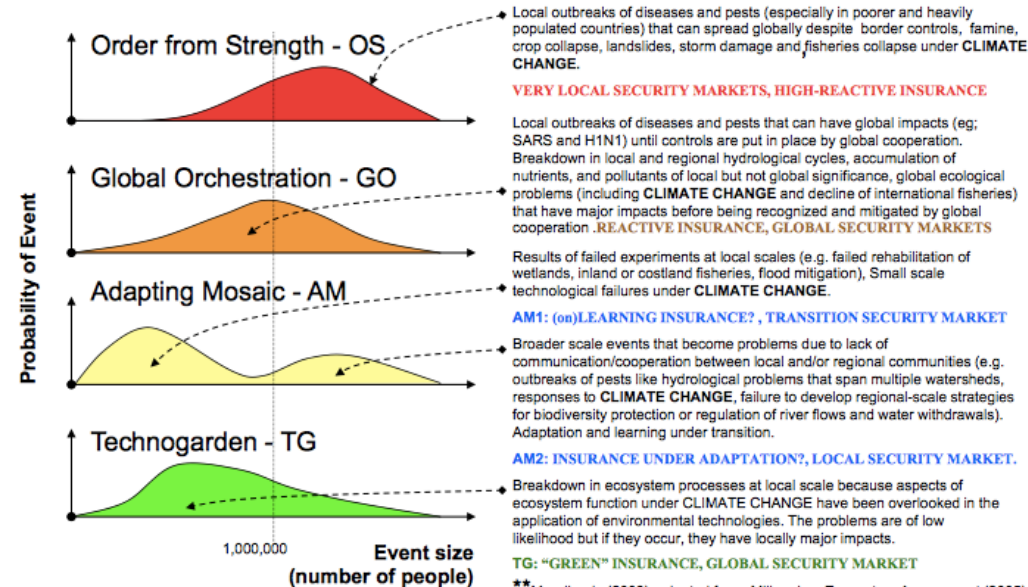 Order from Strength - OS
Global Orchestration - GO
Adapting Mosaic - AM
Technogarden - TG
Probability of Event
1,000,000
Event size
(number of people)
Local outbreaks of diseases and pests (especially in poorer and heavily
populated countries) that can spread globally despite border controls, famine,
crop collapse, landslides, storm damage and,fisheries collapse under CLIMATE
CHANGE.
VERY LOCAL SECURITY MARKETS, HIGH-REACTIVE INSURANCE
Local outbreaks of diseases and pests that can have global impacts (eg;
SARS and H1N1) until controls are put in place by global cooperation.
Breakdown in local and regional hydrological cycles, accumulation of
nutrients, and pollutants of local but not global significance, global ecological
problems (including CLIMATE CHANGE and decline of international fisheries)
that have major impacts before being recognized and mitigated by global
cooperation .REACTIVE INSURANCE, GLOBAL SECURITY MARKETS
Results of failed experiments at local scales (e.g. failed rehabilitation of
wetlands, inland or costland fisheries, flood mitigation), Small scale
technological failures under CLIMATE CHANGE.
AM1: (on)LEARNING INSURANCE? , TRANSITION SECURITY MARKET
Broader scale events that become problems due to lack of
communication/cooperation between local and/or regional communities (e.g.
outbreaks of pests like hydrological problems that span multiple watersheds,
responses to CLIMATE CHANGE, failure to develop regional-scale strategies
for biodiversity protection or regulation of river flows and water withdrawals).
Adaptation and learning under transition.
AM2: INSURANCE UNDER ADAPTATION?, LOCAL SECURITY MARKET.
Breakdown in ecosystem processes at local scale because aspects of
ecosystem function under CLIMATE CHANGE have been overlooked in the
application of environmental technologies. The problems are of low
likelihood but if they occur, they have locally major impacts.
TG: “GREEN” INSURANCE, GLOBAL SECURITY MARKET